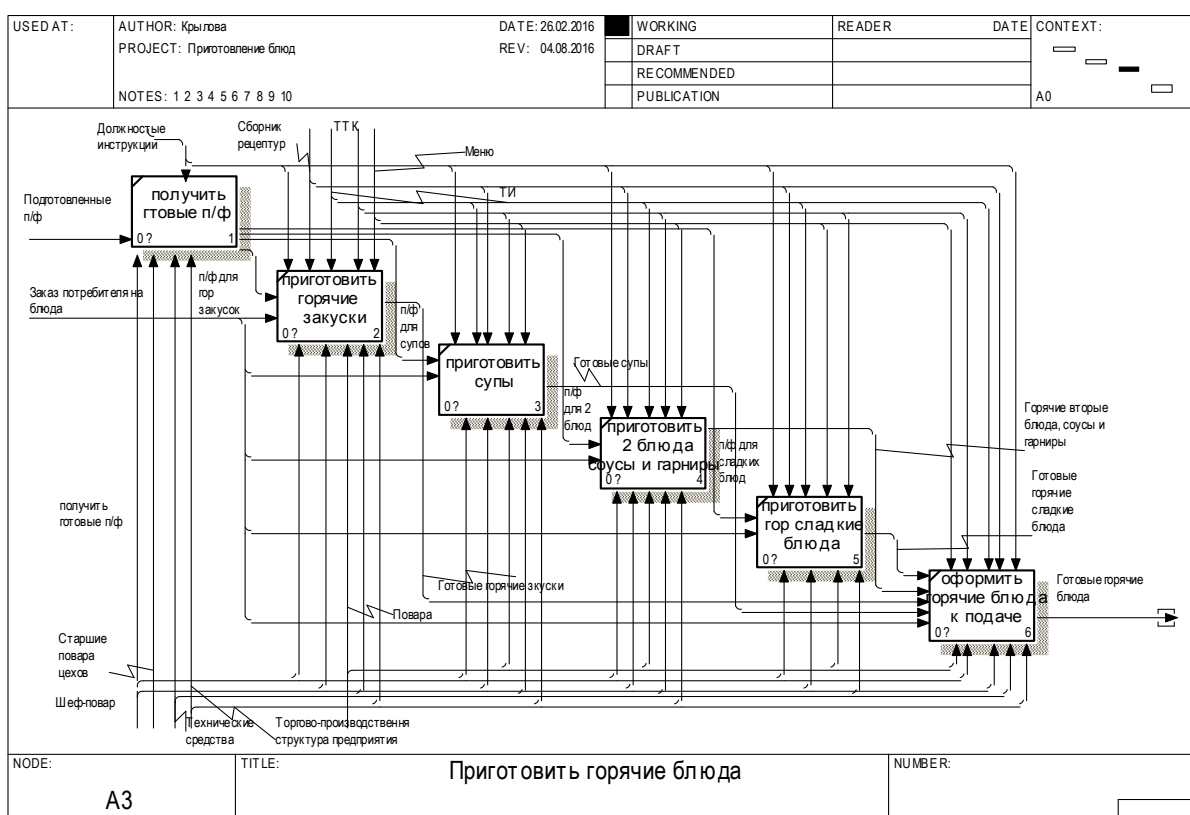 USED AT:
AUTHOR: Крылова
DATE: 26.02.2016
PROJECT: Приготовление блюд
REV: 04.08.2016
NOTES: 1 2 3 4 5 6 7 8 9 10
WORKING
DRAFT
RECOMMENDED
PUBLICATION
READER
DATE
CONTEXT:
A0
Должностые
инструкции
Сборник
рецептур
ТТК
Меню
ТИ
Подготовленные
п/ф
получить
гтовые п/ф
0 ?
1
Заказ потребителя на
блюда
п/ф для
гор
закусок
приготовить
горячие
закуски
0 ?
2
п/ф
для
супов
приготовить
супы
0 ?
3
Готовые супы
п/ф
для 2
блюд
приготовить
2 блюда
соусы и гарниры
0 ?
4
п/ф для
сладких
блюд
приготовить
гор сладкие
блюда
0 ?
5
Горячие вторые
блюда, соусы и
гарниры
Готовые
горячие
сладкие
блюда
оформить
горячие блюда
к подаче
0 ?
6
Готовые горячие
блюда
получить
готовые п/ф
Готовые горячие зкуски
Повара
Старшие
повара
цехов
Шеф-повар
Технические
средства
Торгово-производственн
структура предприятия
NODE:
A3
TITLE:
Приготовить горячие блюда
NUMBER: